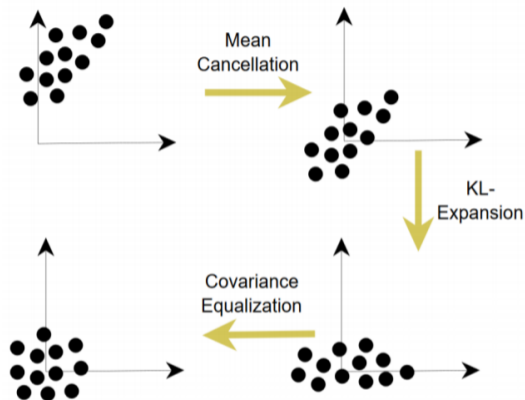 Mean
Cancellation
KL-
Expansion
Covariance
Equalization